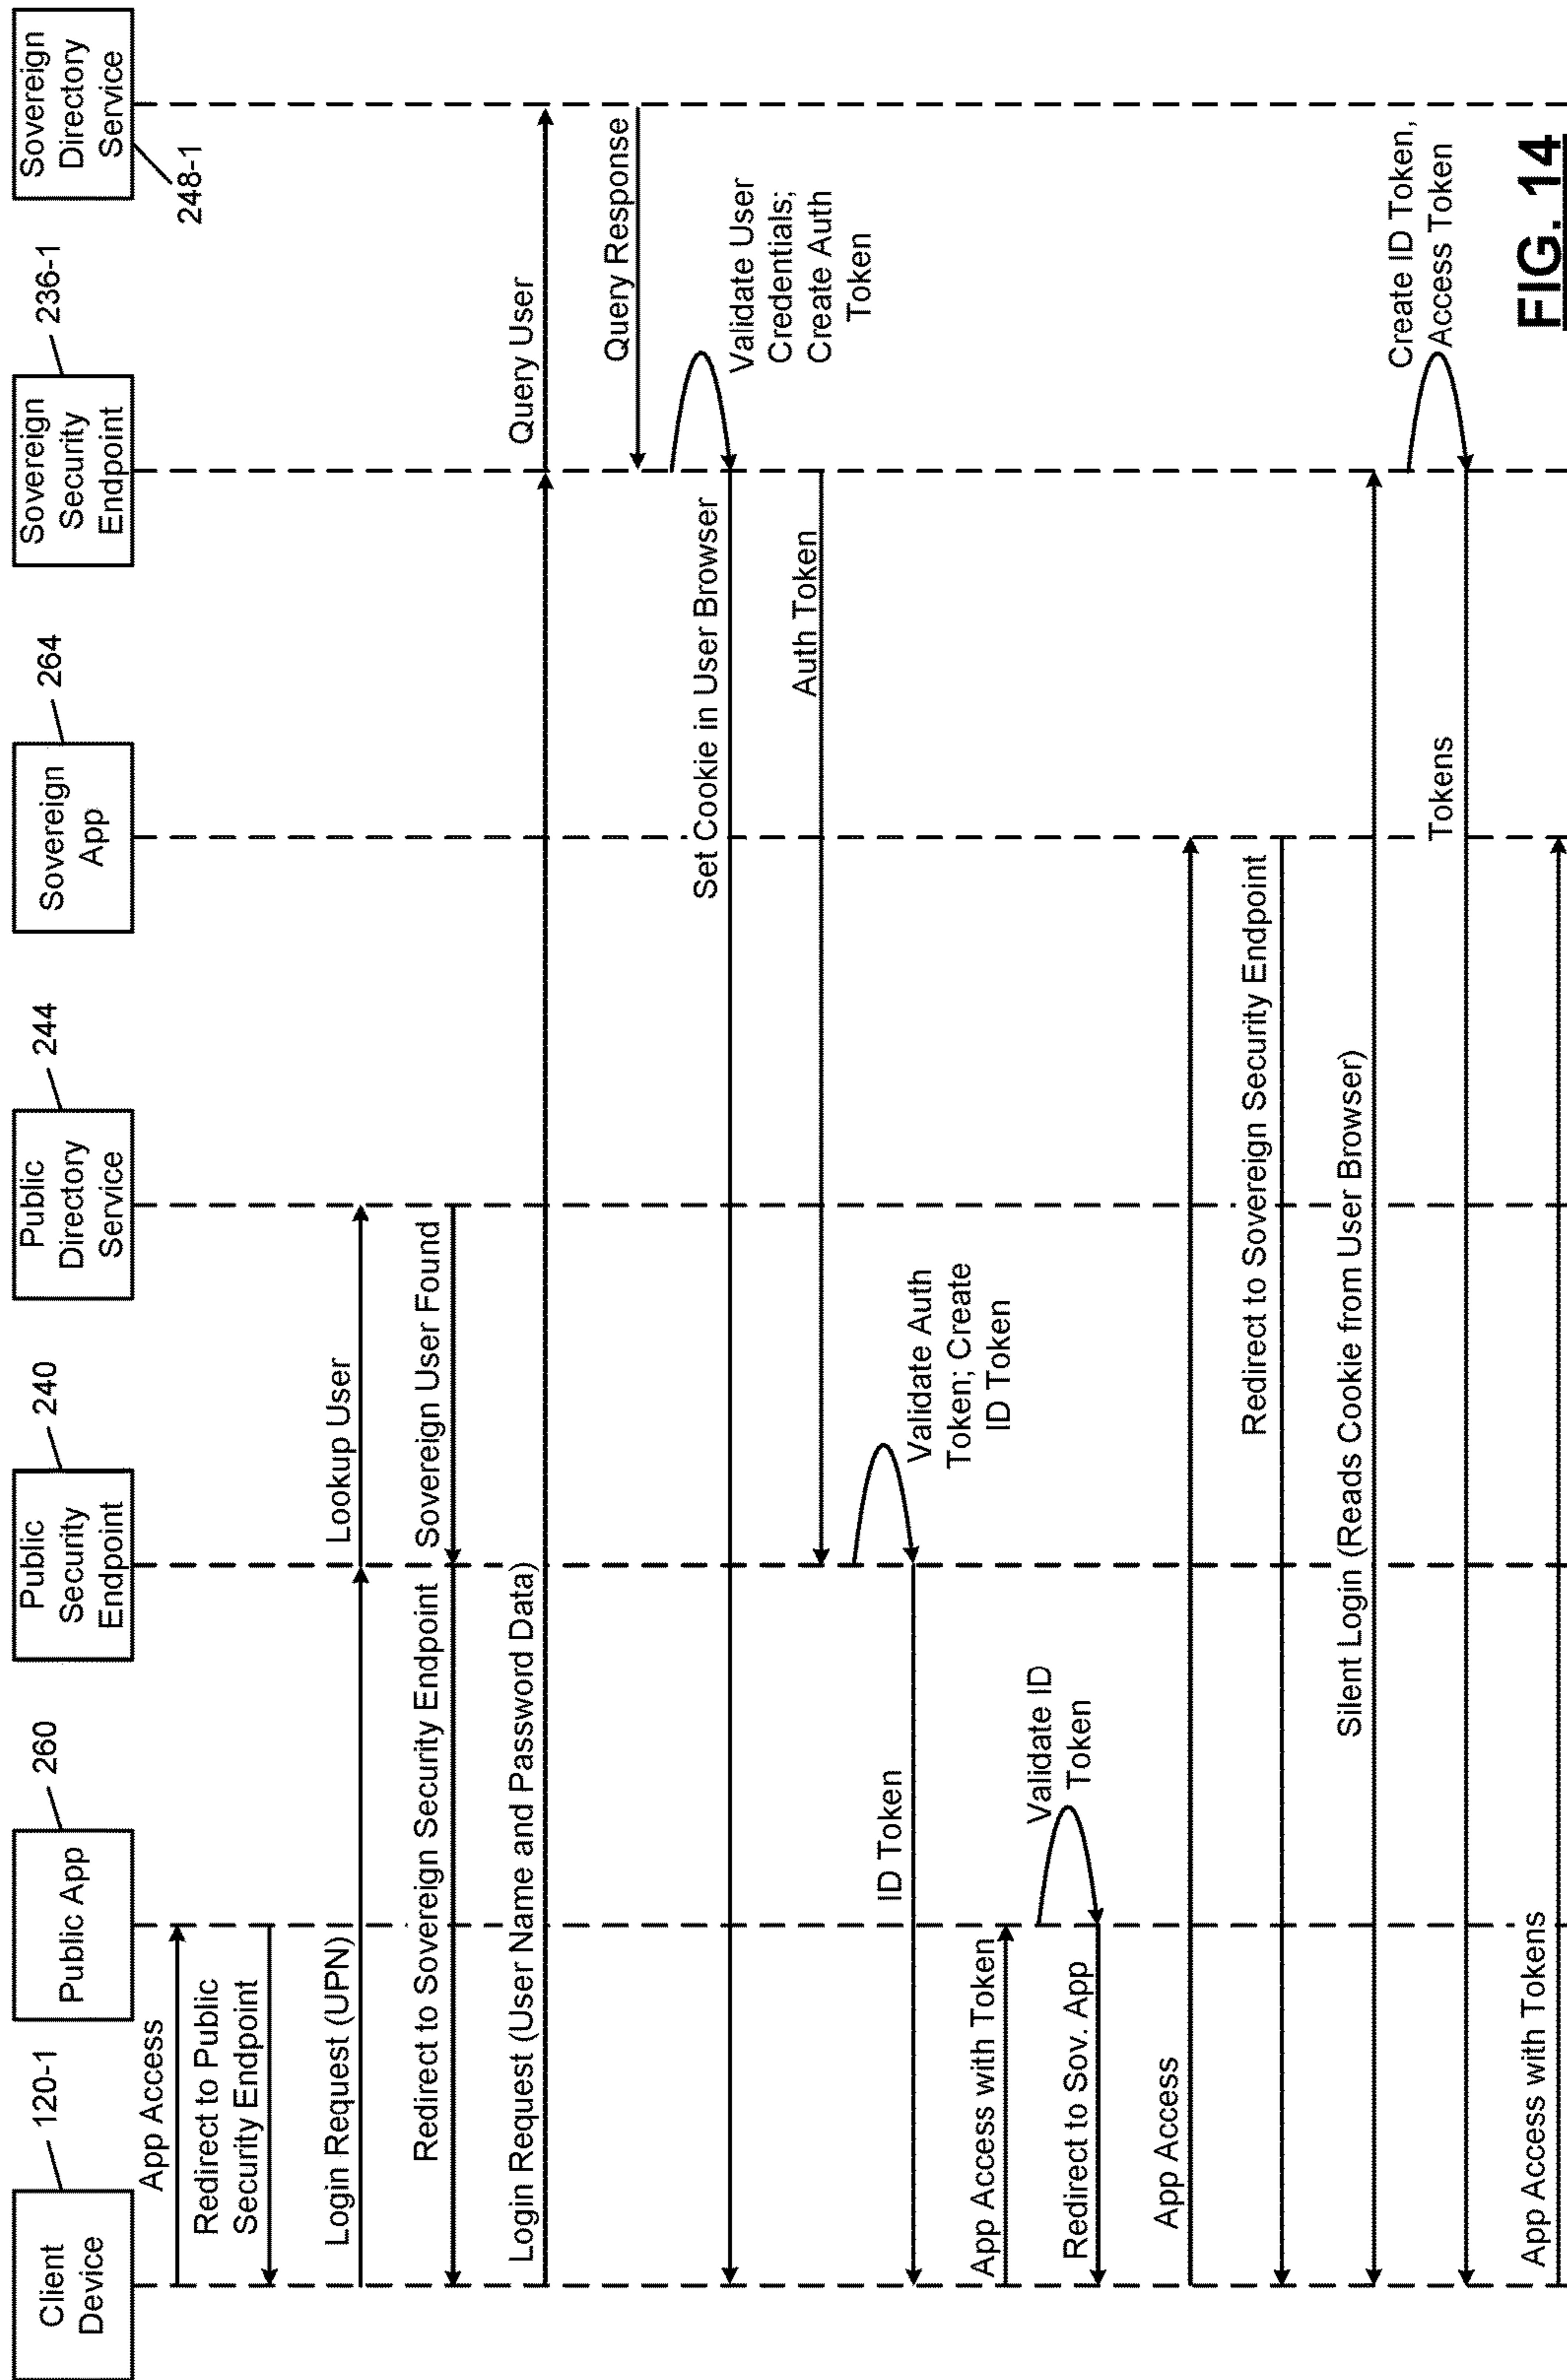 Client
Device
120-1
Public App
260
Public
Security
Endpoint
240
Public
Directory
Service
244
Sovereign
App
264
Sovereign
Security
Endpoint
236-1
Sovereign
Directory
Service
248-1
App Access
Redirect to Public
Security Endpoint
Login Request (UPN)
Lookup User
Redirect to Sovereign Security Endpoint
Sovereign User Found
Login Request (User Name and Password Data)
Query User
Query Response
Validate User
Credentials;
Create Auth
Token
Set Cookie in User Browser
Auth Token
Validate Auth
Token; Create
ID Token
ID Token
App Access with Token
Validate ID
Token
Redirect to Sov. App
App Access
Redirect to Sovereign Security Endpoint
Silent Login (Reads Cookie from User Browser)
Create ID Token,
Access Token
Tokens
App Access with Tokens
FIG. 14